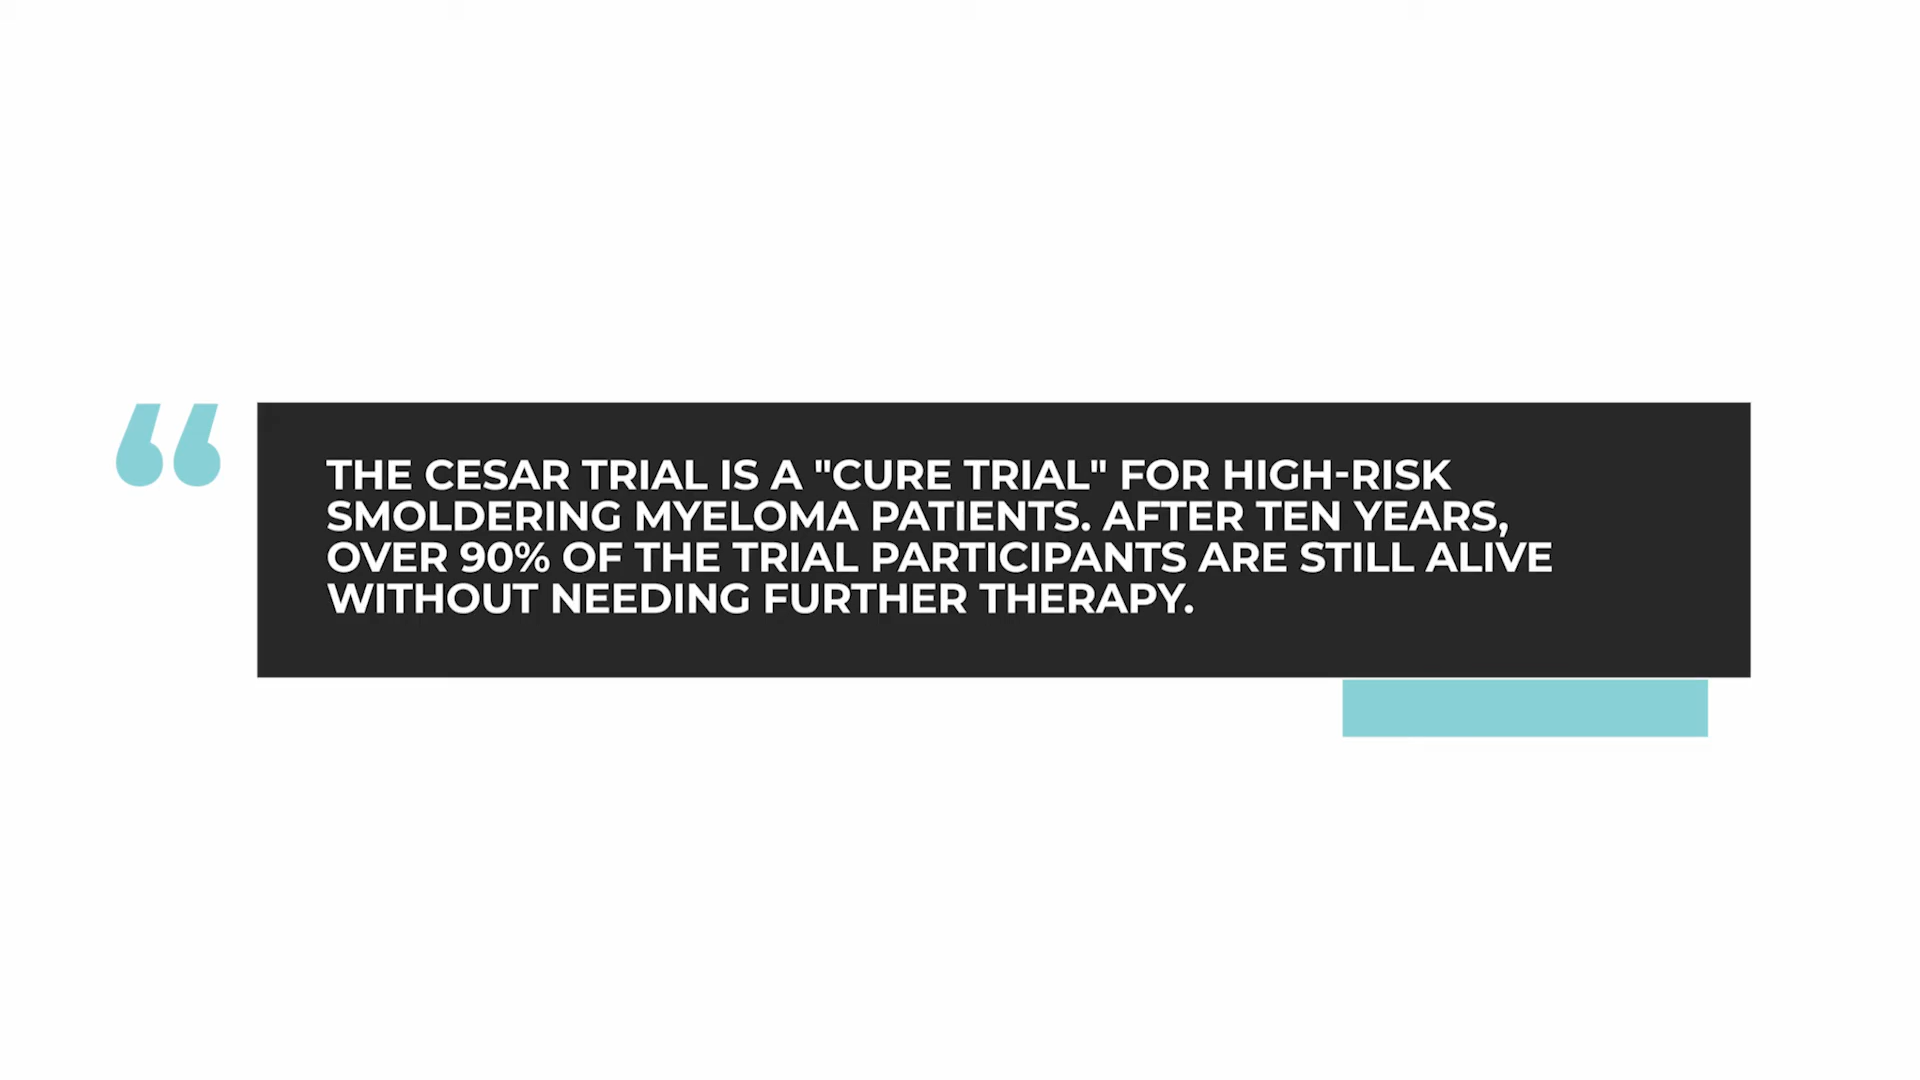 “
THE CESAR TRIAL IS A "CURE TRIAL" FOR HIGH-RISK
SMOLDERING MYELOMA PATIENTS. AFTER TEN YEARS,
OVER 90% OF THE TRIAL PARTICIPANTS ARE STILL ALIVE
WITHOUT NEEDING FURTHER THERAPY.